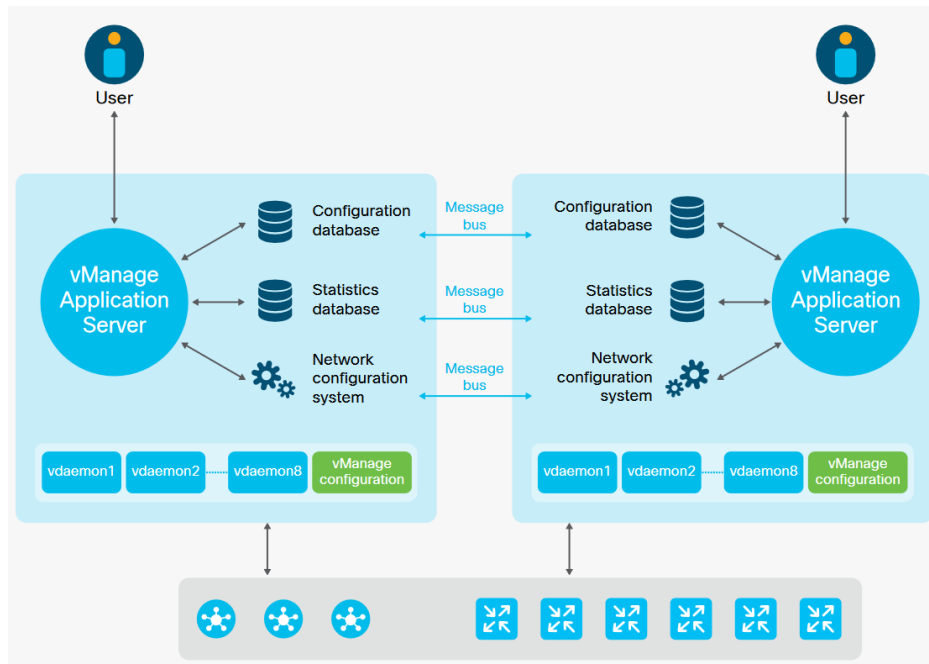 User
User
vManage
Application
Server
Configuration
database
Statistics
database
Network
configuration
system
Message
bus
Message
bus
Message
bus
Configuration
database
Statistics
database
Network
configuration
system
vManage
Application
Server
vdaemon1
vdaemon2
vdaemon8
vManage
configuration
vdaemon1
vdaemon2
vdaemon8
vManage
configuration